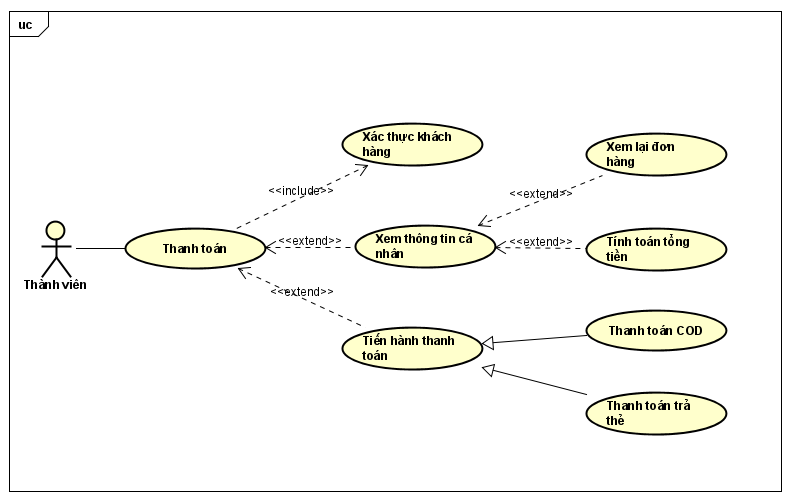 uc
Xác thực khách
hàng
Xem lại đơn
hàng
<<include>>
<<extend>>
Thanh toán
<<extend>>
Xem thông tin cá
nhân
<<extend>>
Tính toán tổng
tiền
Thành viên
<<extend>>
Tiến hành thanh
toán
Thanh toán COD
Thanh toán trả
thẻ